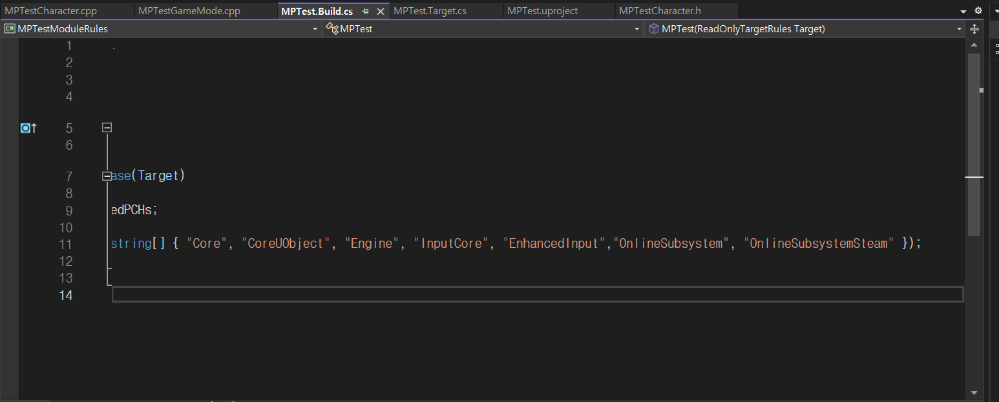 MPTestCharacter.cpp MPTestGameMode.cpp MPTest.Build.cs MPTest.Target.cs MPTest.uproject MPTestCharacter.h
C# MPTestModuleRules MPTest MPTest(ReadOnlyTargetRules Target)
1 .
2
3
4
5
6
7 ase(Target)
8
9 edPCHs;
10
11 string[] { "Core", "CoreUObject", "Engine", "InputCore", "EnhancedInput","OnlineSubsystem", "OnlineSubsystemSteam" });
12
13
14